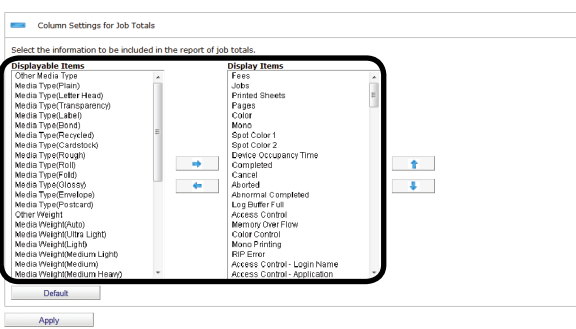 Column Settings for Job Totals
Select the information to be included in the report of job totals.
Displayable Items
Other Media Type
Media Type(Plain)
Media Type(Letter Head)
Media Type(Transparency)
Media Type(Label)
Media Type(Bond)
Media Type(Recycled)
Media Type(Cardstock)
Media Type(Rough)
Media Type(Roll)
Media Type(Fold)
Media Type(Glossy)
Media Type(Envelope)
Media Type(Postcard)
Other Weight
Media Weight(Auto)
Media Weight(Ultra Light)
Media Weight(Light)
Media Weight(Medium Light)
Media Weight(Medium)
Media Weight(Medium Heavy)
Display Items
Fees
Jobs
Printed Sheets
Pages
Color
Mono
Spot Color 1
Spot Color 2
Device Occupancy Time
Completed
Cancel
Aborted
Abnormal Completed
Log Buffer Full
Access Control
Memory Over Flow
Color Control
Mono Printing
RIP Error
Access Control - Login Name
Access Control - Application
Default
Apply